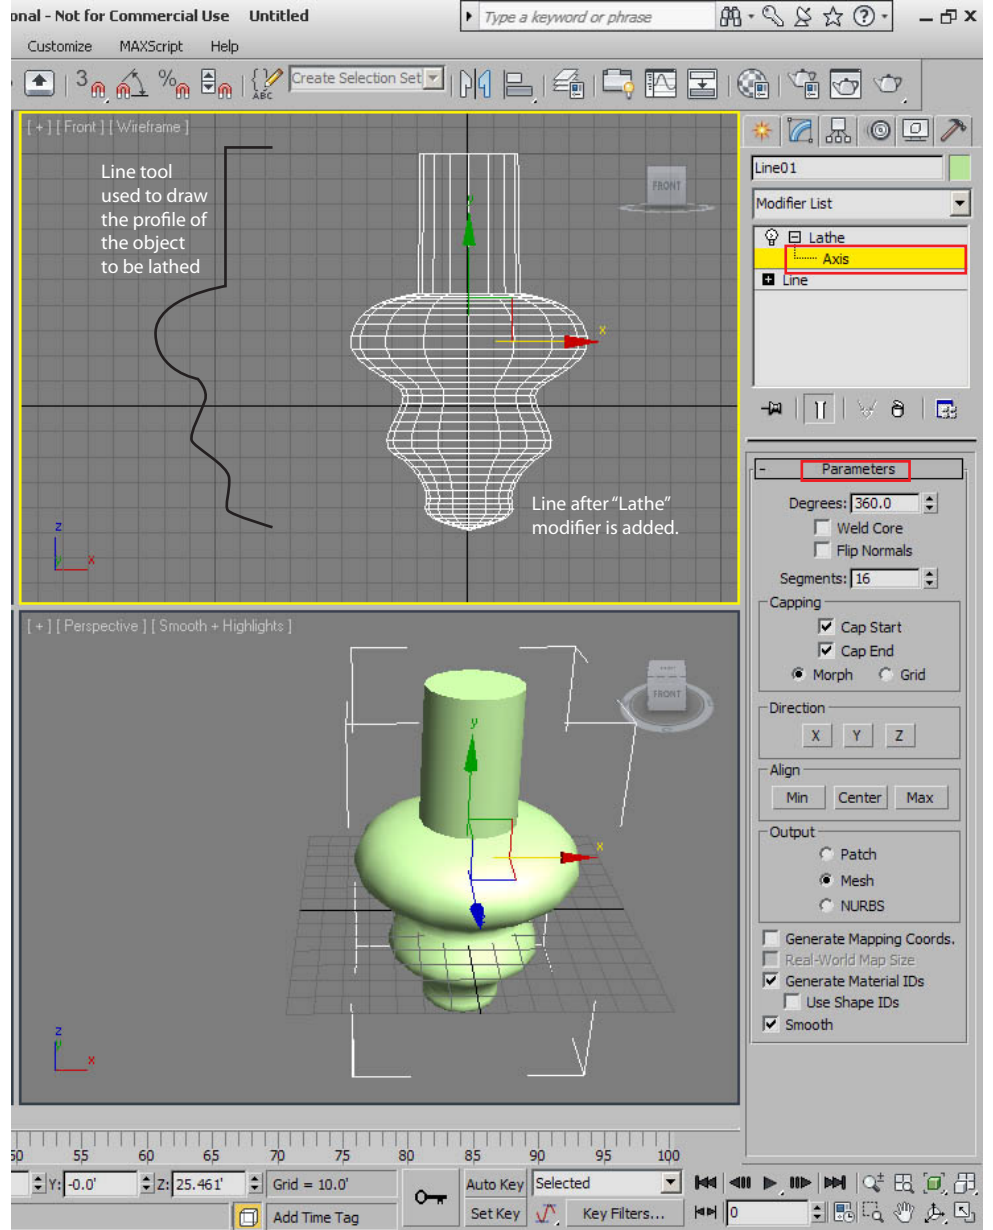 onal - Not for Commercial Use Untitled
Type a keyword or phrase
Customize MAXScript Help
3
%
ABC
Create Selection Set
[ + ] [ Front ] [ Wireframe ]
Line tool
used to draw
the profile of
the object
to be lathed
FRONT
y
x
Line after “Lathe”
modifier is added.
z
y
x
Line01
Modifier List
Lathe
Axis
Line
Parameters
Degrees: 360.0
Weld Core
Flip Normals
Segments: 16
Capping
Cap Start
Cap End
Morph Grid
Direction
X Y Z
Align
Min Center Max
Output
Patch
Mesh
NURBS
Generate Mapping Coords.
Real-World Map Size
Generate Material IDs
Use Shape IDs
Smooth
[ + ] [ Perspective ] [ Smooth + Highlights ]
FRONT
y
x
z
z
y
x
55 60 65 70 75 80 85 90 95 100
Y: -0.0' Z: 25.461' Grid = 10.0' Auto Key Selected
Add Time Tag Set Key Key Filters... 0